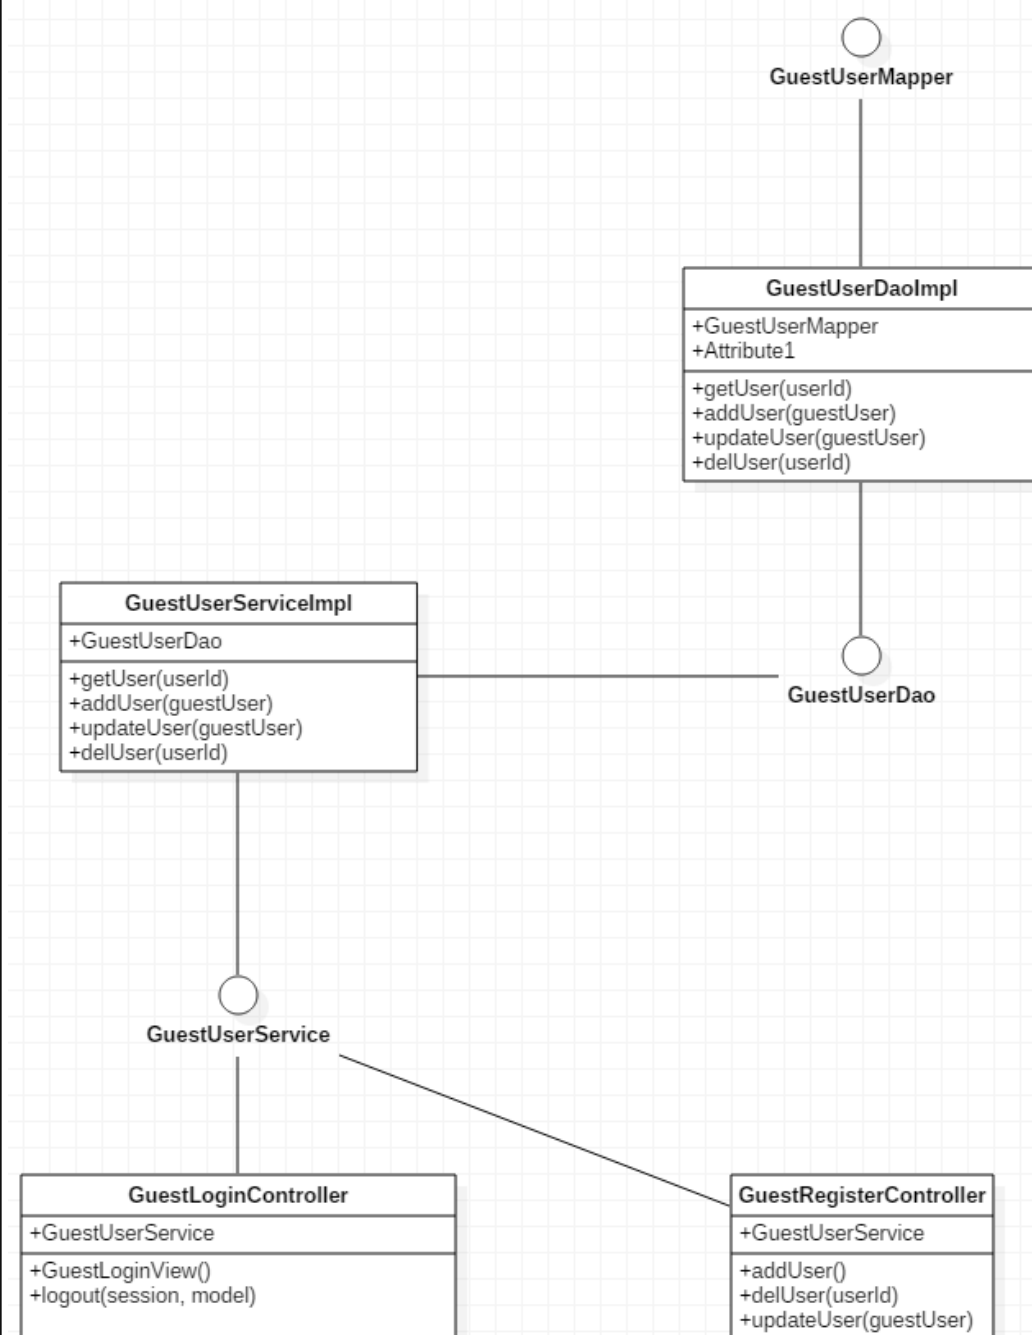 GuestUserMapper
GuestUserDaoImpl
+GuestUserMapper
+Attribute1
+getUser(userId)
+addUser(guestUser)
+updateUser(guestUser)
+delUser(userId)
GuestUserServiceImpl
+GuestUserDao
+getUser(userId)
+addUser(guestUser)
+updateUser(guestUser)
+delUser(userId)
GuestUserDao
GuestUserService
GuestLoginController
+GuestUserService
+GuestLoginView()
+logout(session, model)
GuestRegisterController
+GuestUserService
+addUser()
+delUser(userId)
+updateUser(guestUser)